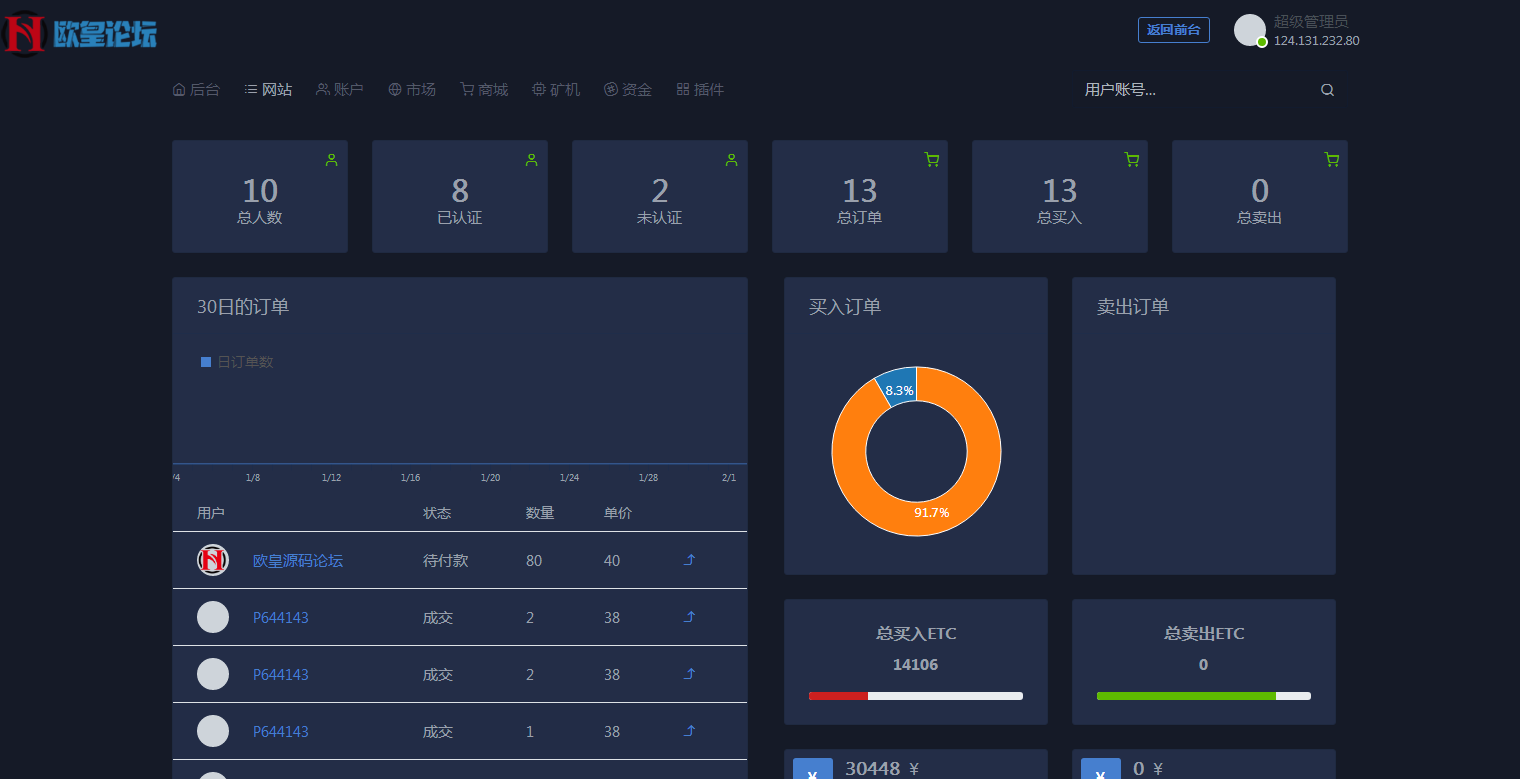 欧皇论坛
返回前台
超级管理员
124.131.232.80
后台 网站 账户 市场 商城 矿机 资金 插件 用户账号...
10 8 2 13 13 0
总人数 已认证 未认证 总订单 总买入 总卖出
30日的订单 买入订单 卖出订单
日订单数
8.3%
91.7%
/4 1/8 1/12 1/16 1/20 1/24 1/28 2/1
用户 状态 数量 单价
欧皇源码论坛 待付款 80 40
P644143 成交 2 38
P644143 成交 2 38
P644143 成交 1 38
总买入ETC 总卖出ETC
14106 0
¥ 30448 ¥ ¥ 0 ¥